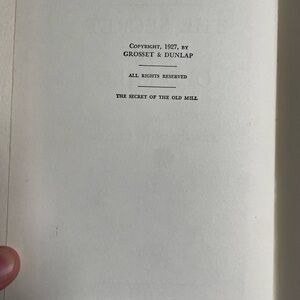 Copyright, 1927, by
GROSSET & DUNLAP
ALL RIGHTS RESERVED
THE SECRET OF THE OLD MILL